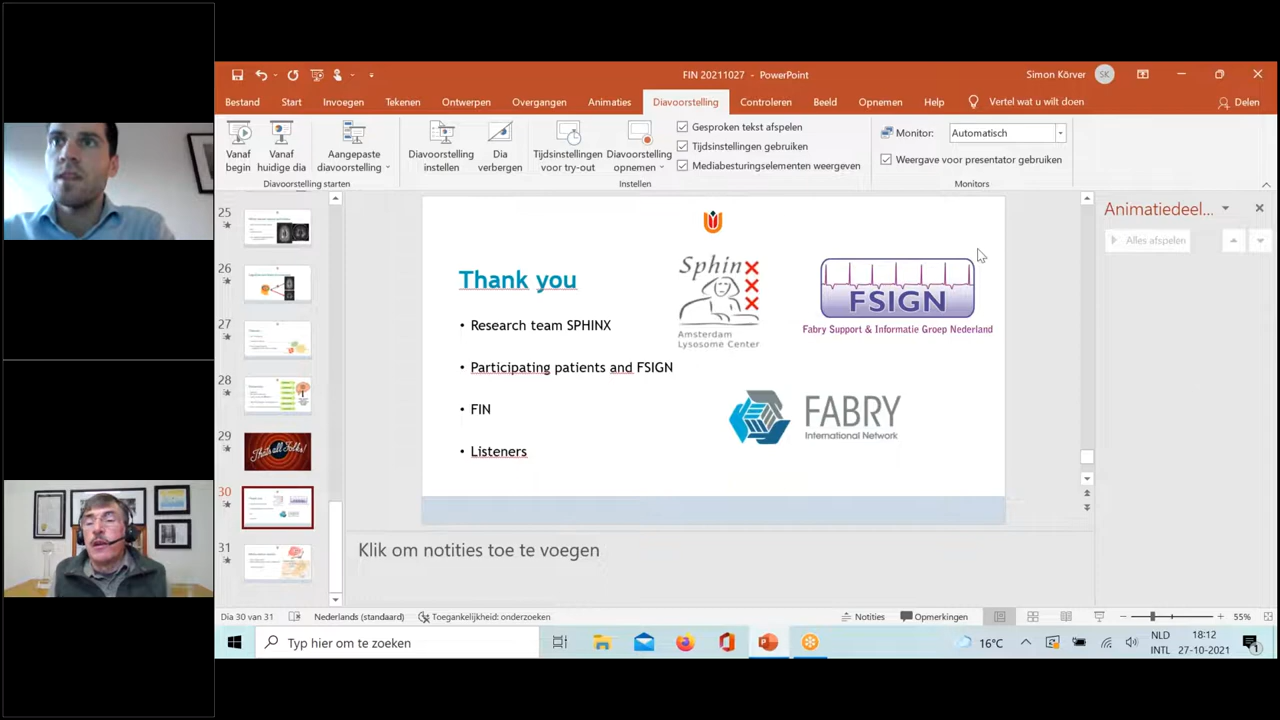 FIN 20211027 - PowerPoint
Simon Körver
SK
Bestand Start Invoegen Tekenen Ontwerpen Overgangen Animaties Diavoorstelling Controleren Beeld Opnemen Help Vertel wat u wilt doen Delen
Vanaf begin
Vanaf huidige dia
Aangepaste diavoorstelling
Diavoorstelling starten
Diavoorstelling instellen
Dia verbergen
Tijdsinstellingen voor try-out
Diavoorstelling opnemen
Gesproken tekst afspelen
Tijdsinstellingen gebruiken
Mediabesturingselementen weergeven
Instellen
Monitor: Automatisch
Weergave voor presentator gebruiken
Monitors
25
26
27
28
29
That's all Folks!
30
31
Thank you
• Research team SPHINX
• Participating patients and FSIGN
• FIN
• Listeners
Sphinxxx
Amsterdam
Lysosome Center
FSIGN
Fabry Support & Informatie Groep Nederland
FABRY
International Network
Animatiedeel...
Alles afspelen
Klik om notities toe te voegen
Dia 30 van 31 Nederlands (standaard) Toegankelijkheid: onderzoeken Notities Opmerkingen 55%
Typ hier om te zoeken
16°C
NLD
INTL
18:12
27-10-2021
1